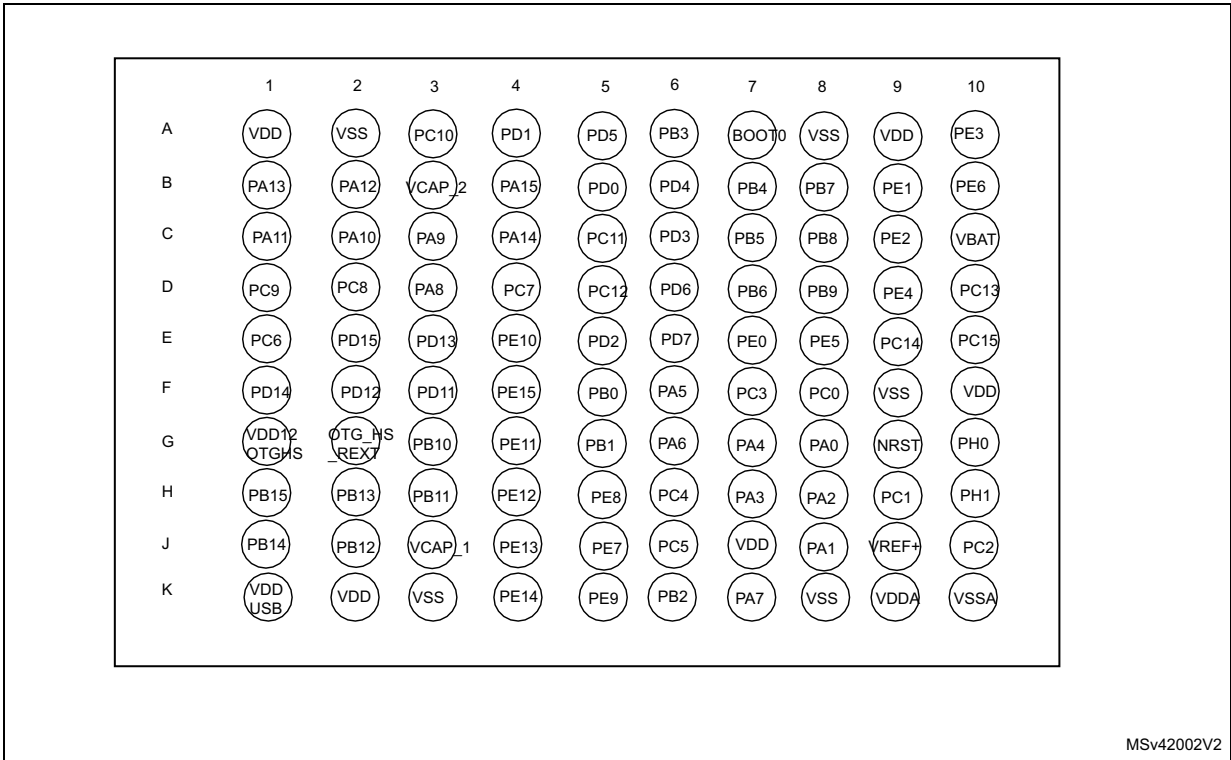 1 2 3 4 5 6 7 8 9 10
A VDD VSS PC10 PD1 PD5 PB3 BOOT0 VSS VDD PE3
B PA13 PA12 VCAP_2 PA15 PD0 PD4 PB4 PB7 PE1 PE6
C PA11 PA10 PA9 PA14 PC11 PD3 PB5 PB8 PE2 VBAT
D PC9 PC8 PA8 PC7 PC12 PD6 PB6 PB9 PE4 PC13
E PC6 PD15 PD13 PE10 PD2 PD7 PE0 PE5 PC14 PC15
F PD14 PD12 PD11 PE15 PB0 PA5 PC3 PC0 VSS VDD
G VDD12 OTGHS OTG_HS _REXT PB10 PE11 PB1 PA6 PA4 PA0 NRST PH0
H PB15 PB13 PB11 PE12 PE8 PC4 PA3 PA2 PC1 PH1
J PB14 PB12 VCAP_1 PE13 PE7 PC5 VDD PA1 VREF+ PC2
K VDD USB VDD VSS PE14 PE9 PB2 PA7 VSS VDDA VSSA
MSv42002V2